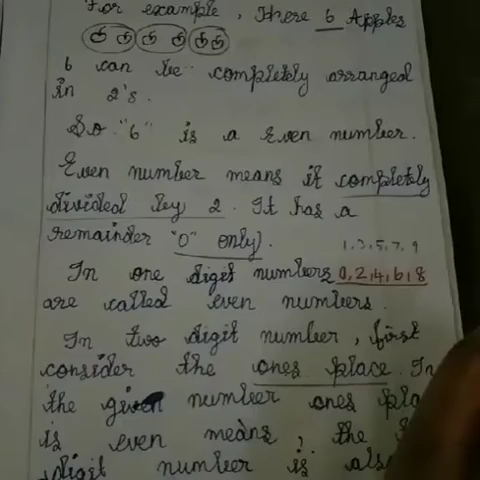 For example, There 6 Apples
6 can be completely arranged
in 2's.
So "6" is a Even number.
Even number means it completely
divided by 2. It has a
remainder "0" only).
1,3,5,7,9
In one digit numbers 0,2,4,6,8
are called even numbers.
In two digit number, first
consider the ones place. In
the given number ones
is even means, the
digit number is